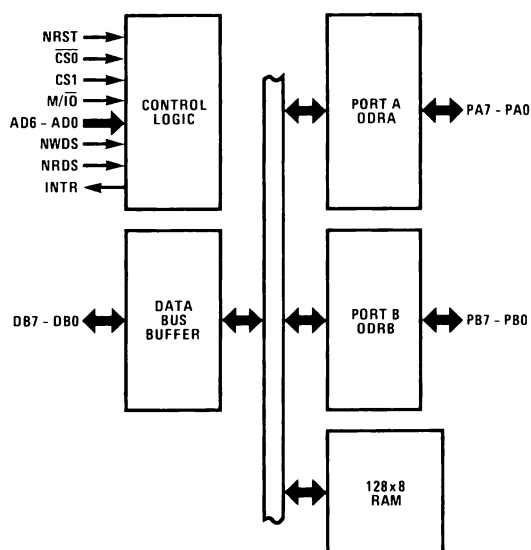 NRST
CS0
CS1
M/IO
AD6 - AD0
NWDS
NRDS
INTR
CONTROL
LOGIC
PORT A
ODRA
PA7 - PA0
DB7 - DB0
DATA
BUS
BUFFER
PORT B
ODRB
PB7 - PB0
128x8
RAM